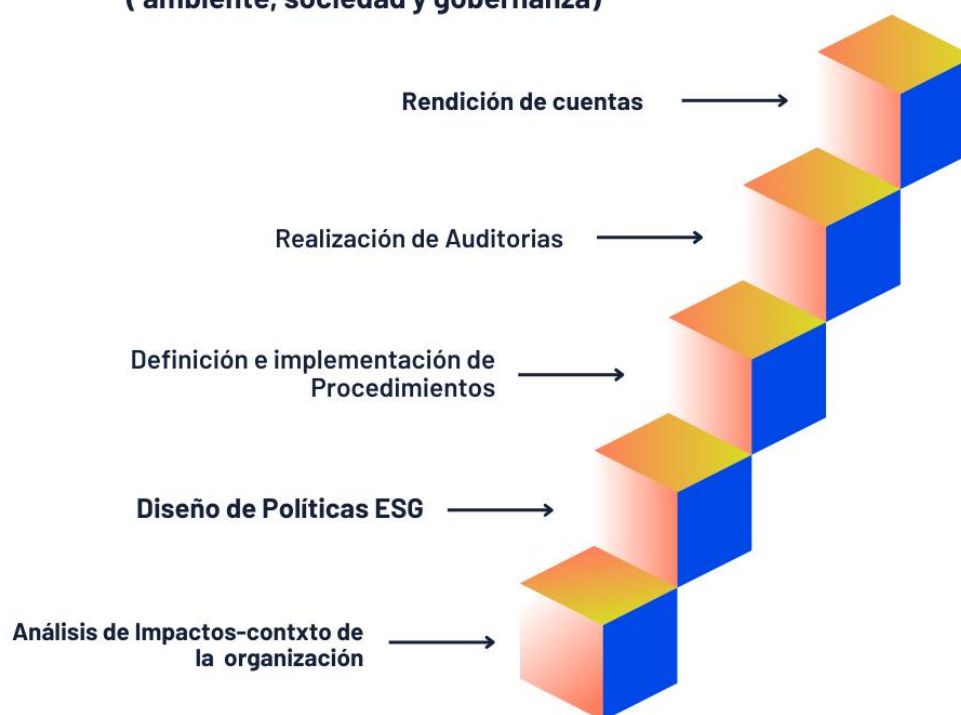 ( ambiente, sociedad y gobernanza)
Rendición de cuentas
Realización de Auditorias
Definición e implementación de
Procedimientos
Diseño de Políticas ESG
Análisis de Impactos-contxto de
la organización